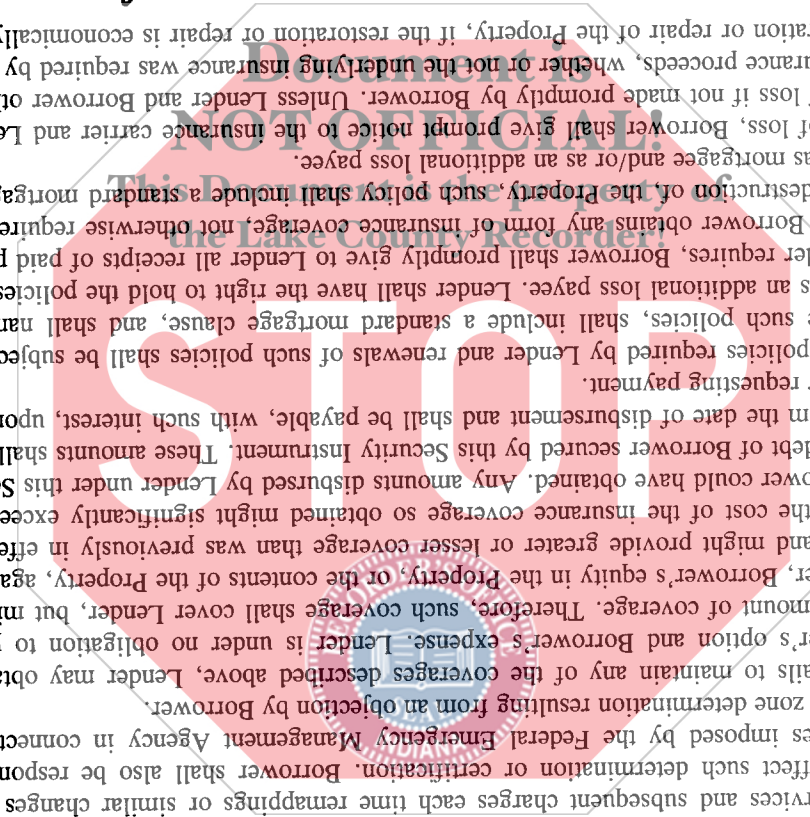 rvices and subsequent charges each time remappings or similar changes
ffect such determination or certification. Borrower shall also be respon
es imposed by the Federal Emergency Management Agency in connect
zone determination resulting from an objection by Borrower.
ails to maintain any of the coverages described above, Lender may obta
er's option and Borrower's expense. Lender is under no obligation to
mount of coverage. Therefore, such coverage shall cover Lender, but mi
er, Borrower's equity in the Property, or the contents of the Property, aga
and might provide greater or lesser coverage than was previously in effe
the cost of the insurance coverage so obtained might significantly excee
ower could have obtained. Any amounts disbursed by Lender under this Se
debt of Borrower secured by this Security Instrument. These amounts shall
m the date of disbursement and shall be payable, with such interest, upon
r requesting payment.
policies required by Lender and renewals of such policies shall be subjec
e such policies, shall include a standard mortgage clause, and shall nan
s an additional loss payee. Lender shall have the right to hold the policies
ler requires, Borrower shall promptly give to Lender all receipts of paid p
Borrower obtains any form of insurance coverage, not otherwise require
destruction of, the Property, such policy shall include a standard mortgag
as mortgagee and/or as an additional loss payee.
f loss, Borrower shall give prompt notice to the insurance carrier and Le
loss if not made promptly by Borrower. Unless Lender and Borrower ot
urance proceeds, whether or not the underlying insurance was required by
ration or repair of the Property, if the restoration or repair is economically
Document is
NOT OFFICIAL!
This Document is the property of
the Lake County Recorder!
STOP
SEAL
INDIANA